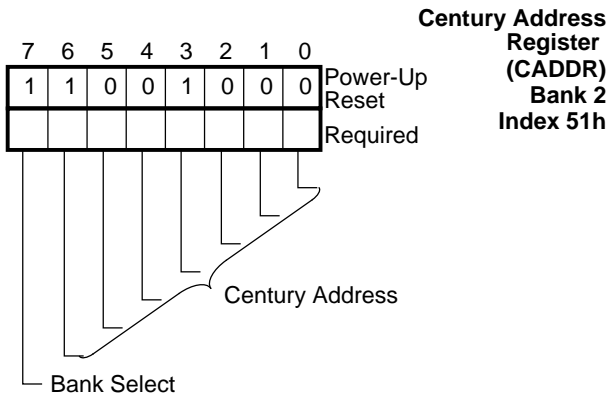 Century Address
Register
(CADDR)
Bank 2
Index 51h
7 6 5 4 3 2 1 0
1 1 0 0 1 0 0 0
Power-Up
Reset
Required
Century Address
Bank Select